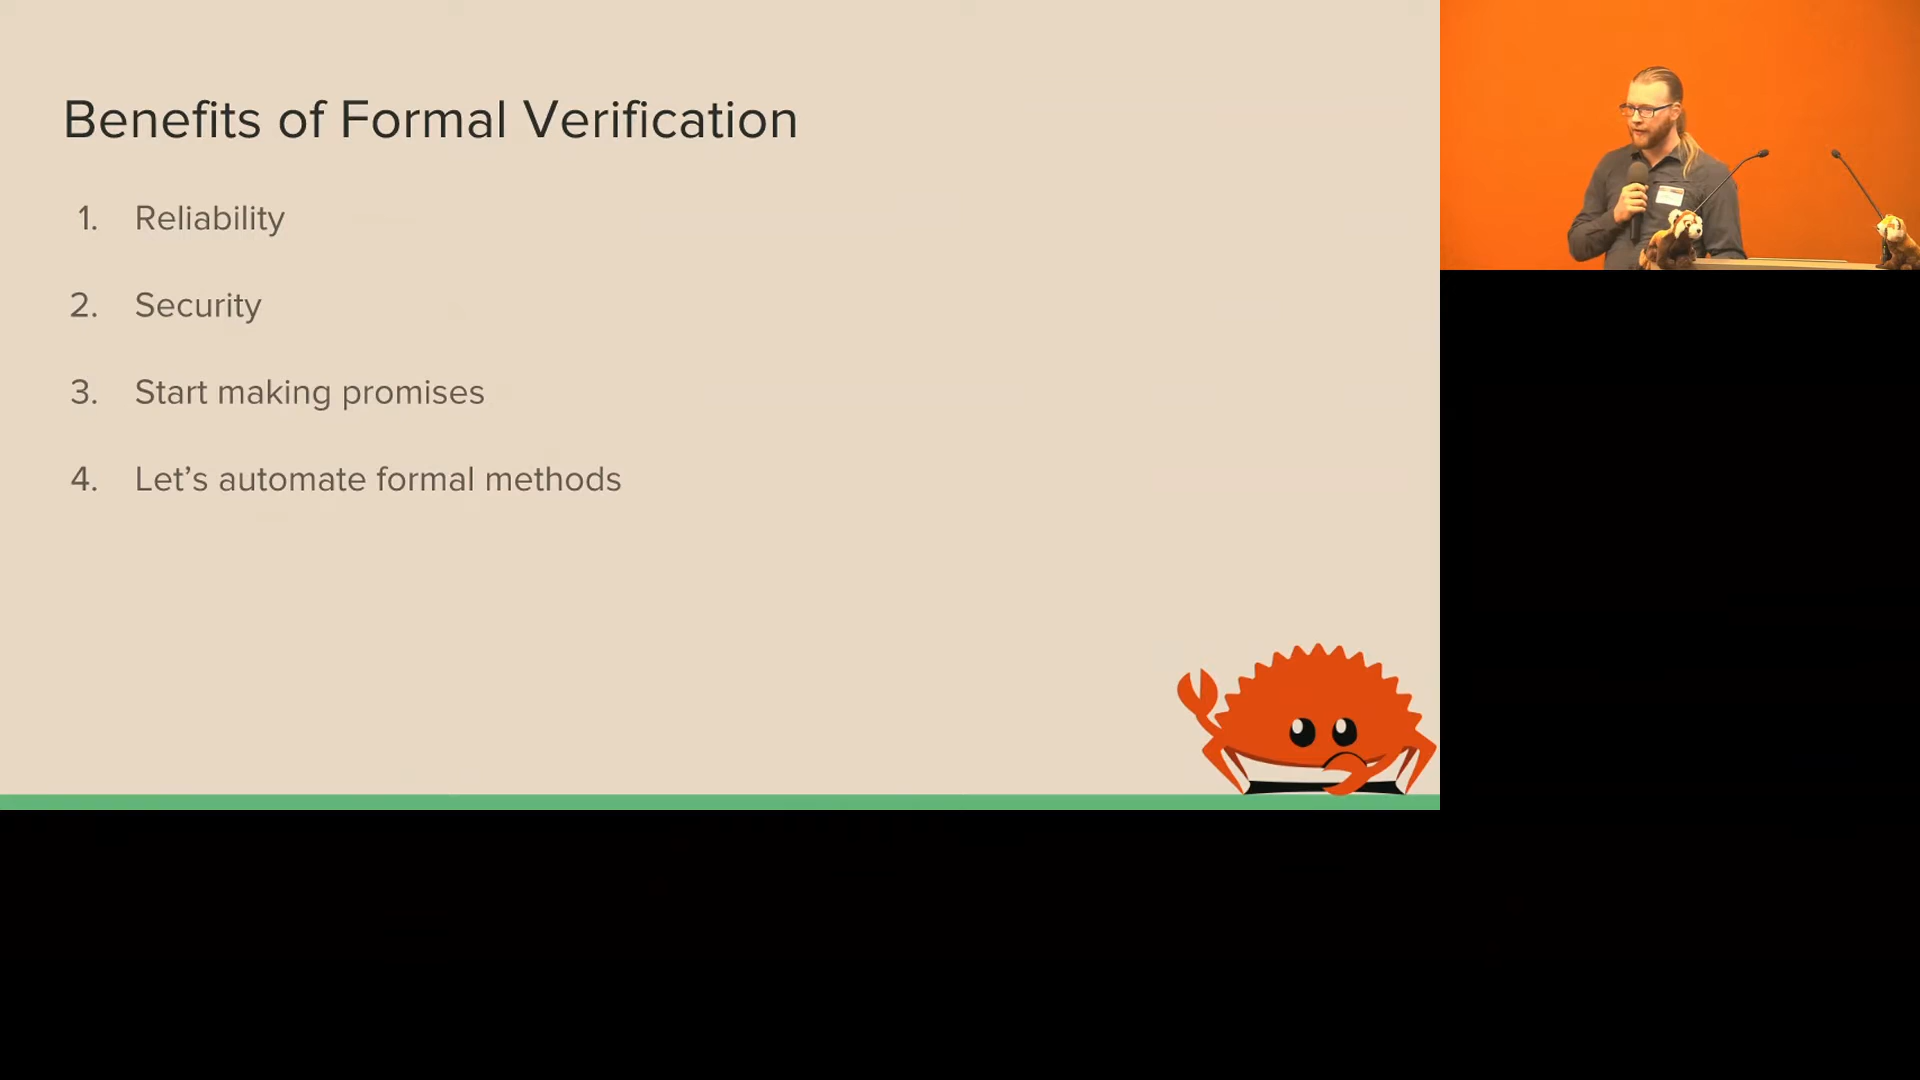 Benefits of Formal Verification
1. Reliability
2. Security
3. Start making promises
4. Let’s automate formal methods